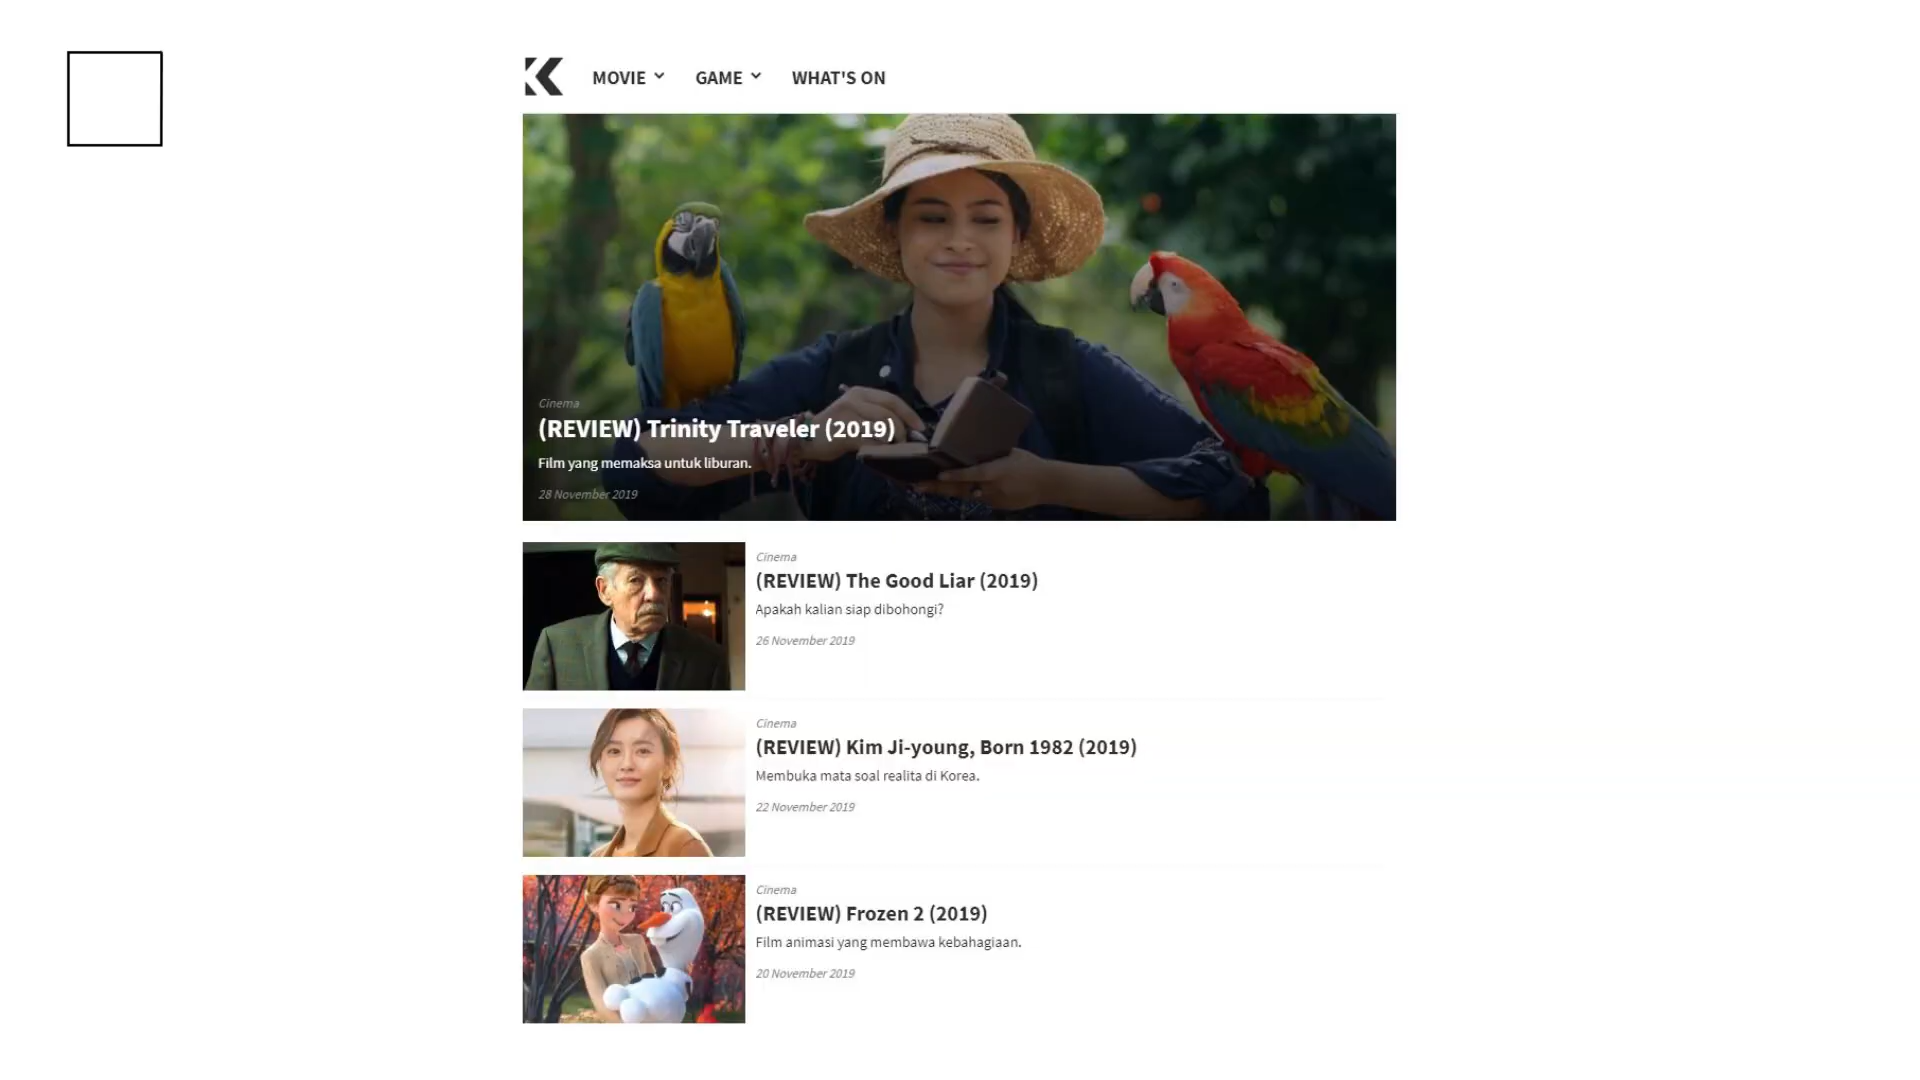 MOVIE GAME WHAT'S ON
Cinema
(REVIEW) Trinity Traveler (2019)
Film yang memaksa untuk liburan.
28 November 2019
Cinema
(REVIEW) The Good Liar (2019)
Apakah kalian siap dibohongi?
26 November 2019
Cinema
(REVIEW) Kim Ji-young, Born 1982 (2019)
Membuka mata soal realita di Korea.
22 November 2019
Cinema
(REVIEW) Frozen 2 (2019)
Film animasi yang membawa kebahagiaan.
20 November 2019